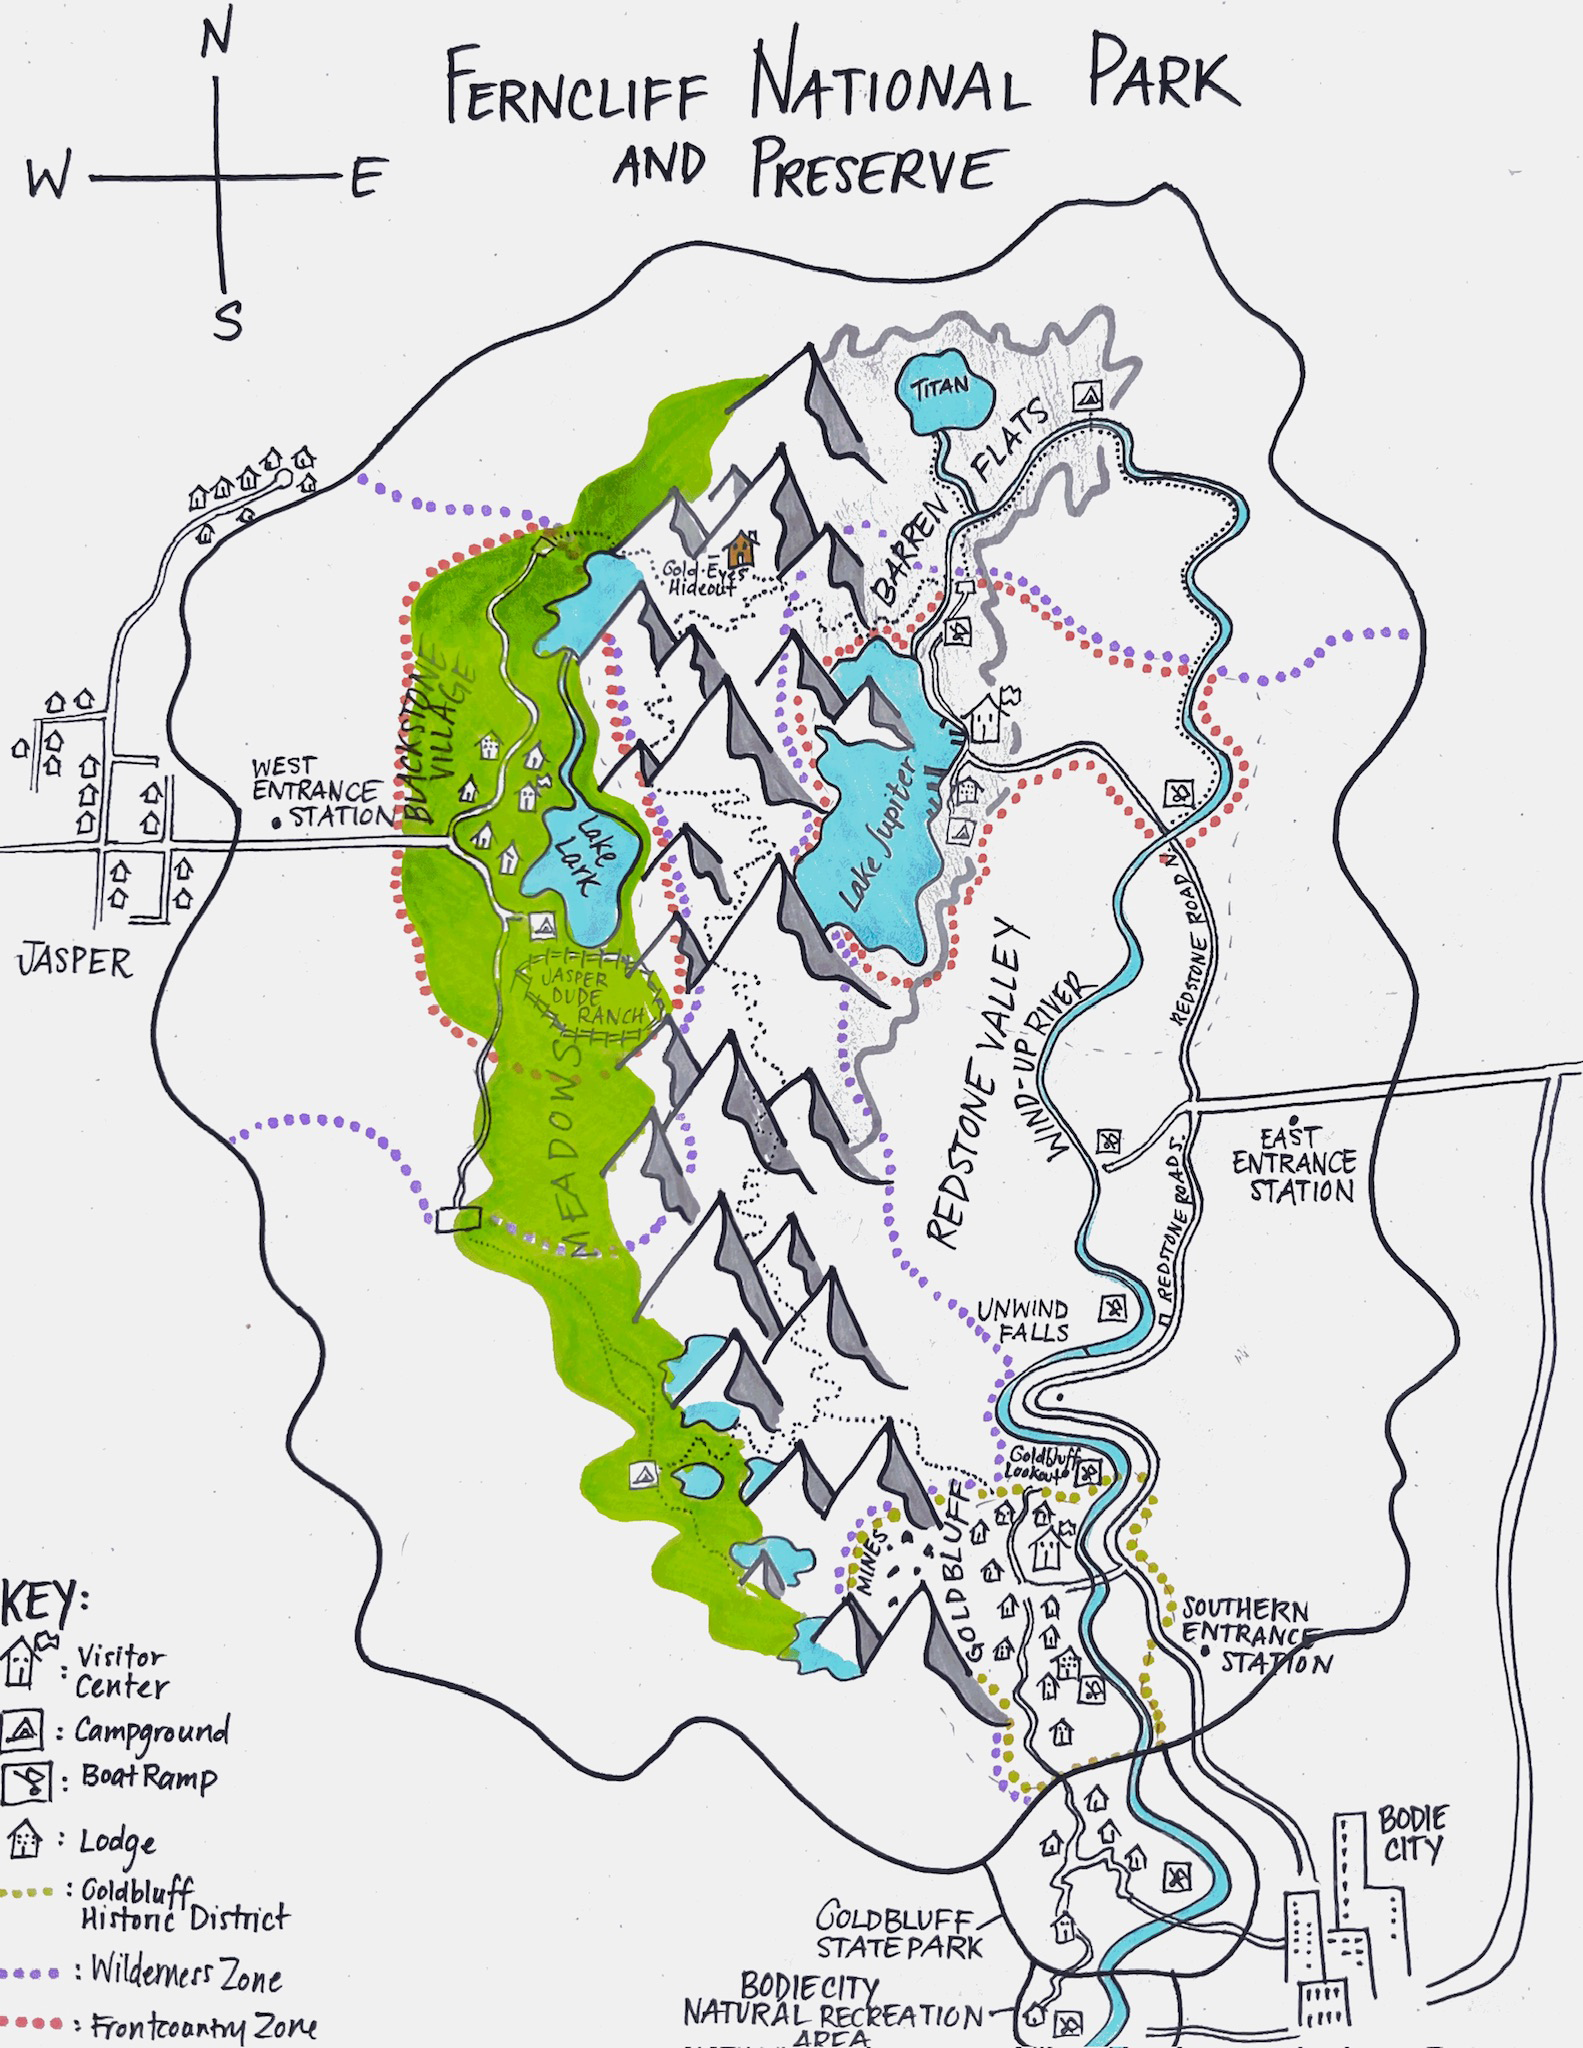 N
W E
S
FERNCLIFF NATIONAL PARK
AND PRESERVE
TITAN
BARREN FLATS
Gold-Eyes
Hideout
BLACKSTONE
VILLAGE
WEST
ENTRANCE
STATION
JASPER
Lake
Lark
Lake Jupiter
JASPER
DUDE
RANCH
MEADOWS
REDSTONE VALLEY
WIND-UP RIVER
REDSTONE ROAD N.
REDSTONE ROAD S.
EAST
ENTRANCE
STATION
UNWIND
FALLS
Goldbluff
Lookout
GOLDBLUFF
MINES
SOUTHERN
ENTRANCE
STATION
KEY:
: Visitor
Center
: Campground
: Boat Ramp
: Lodge
: Goldbluff
Historic District
: Wilderness Zone
: Frontcountry Zone
BODIE
CITY
GOLDBLUFF
STATE PARK
BODIE CITY
NATURAL RECREATION
AREA